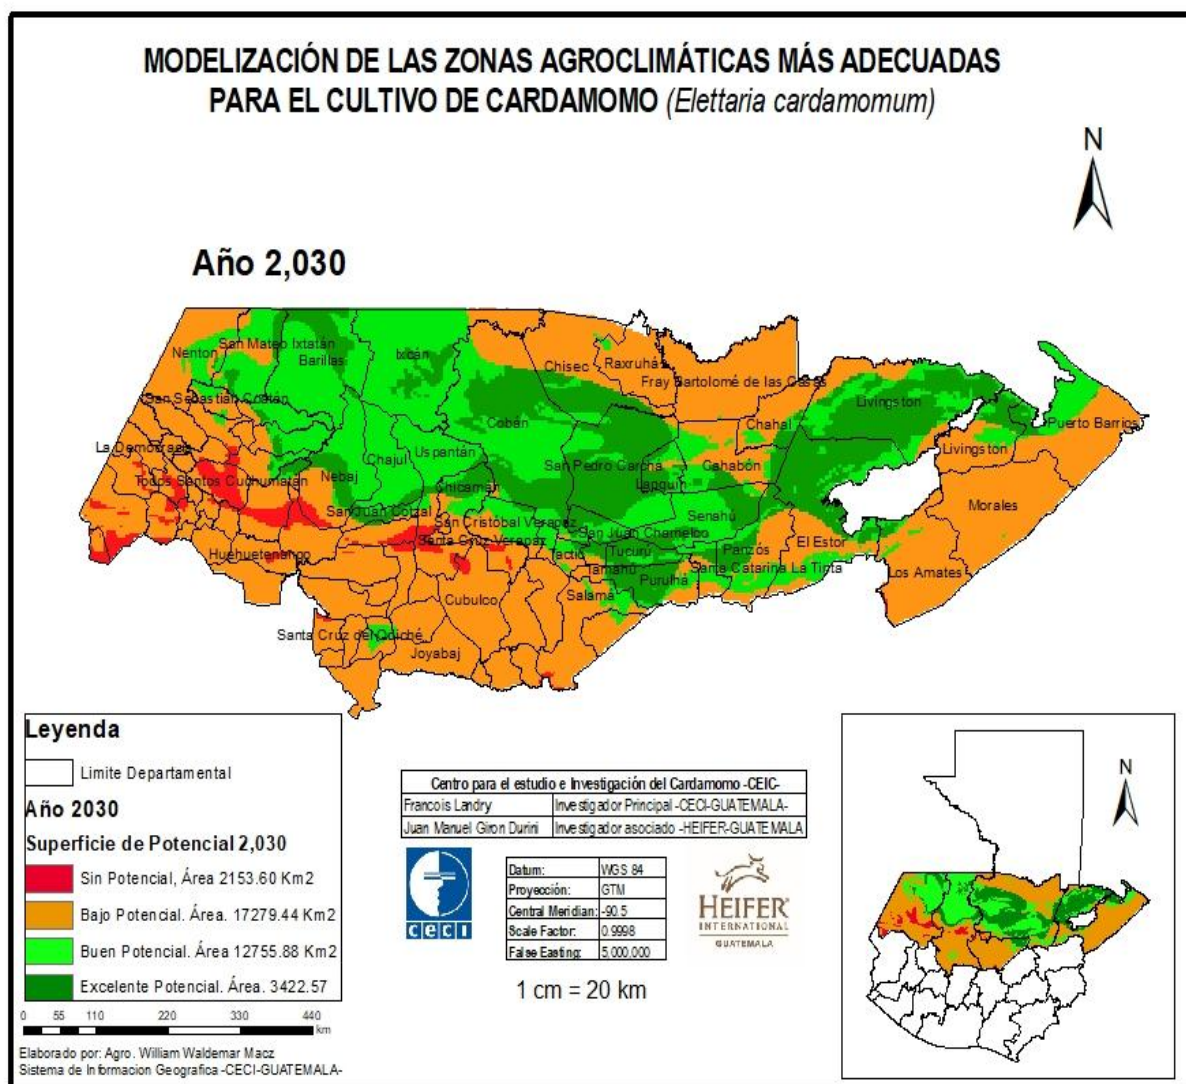 MODELIZACIÓN DE LAS ZONAS AGROCLIMÁTICAS MÁS ADECUADAS
PARA EL CULTIVO DE CARDAMOMO (Elettaria cardamomum)
N
Año 2,030
San Mateo Ixtatán
Nenton
Barillas
Ixcán
Chisec
Raxruhá
Fray Bartolomé de las Casas
San Sebastián Coatán
Livingston
Cobán
Chahal
Puerto Barrios
La Democracia
Uspantán
Chajul
San Pedro Carcha
Cahabón
Livingston
Todos Santos Cuchumatán
Nebaj
Chicamán
Lanquín
Morales
San Juan Cotzal
San Cristóbal Verapaz
Senahú
Santa Cruz Verapaz
San Juan Chamelco
El Estor
Huehuetenango
Tactic
Tucurú
Panzós
Tamahú
Santa Catarina La Tinta
Los Amates
Purulhá
Salamá
Cubulco
Santa Cruz del Quiché
Joyabaj
Leyenda
Limite Departamental
Año 2030
Superficie de Potencial 2,030
Sin Potencial, Área 2153.60 Km2
Bajo Potencial. Área. 17279.44 Km2
Buen Potencial. Área 12755.88 Km2
Excelente Potencial. Área. 3422.57
0 55 110 220 330 440
km
Elaborado por: Agro. William Waldemar Macz
Sistema de Informacion Geografica -CECI-GUATEMALA-
Centro para el estudio e Investigación del Cardamomo -CEIC-
Francois Landry Investigador Principal -CECI-GUATEMALA-
Juan Manuel Giron Durini Investigador asociado -HEIFER-GUATEMALA
ceci
Datum: WGS 84
Proyección: GTM
Central Meridian: -90.5
Scale Factor: 0.9998
False Easting: 5,000,000
HEIFER
INTERNATIONAL
GUATEMALA
1 cm = 20 km
N